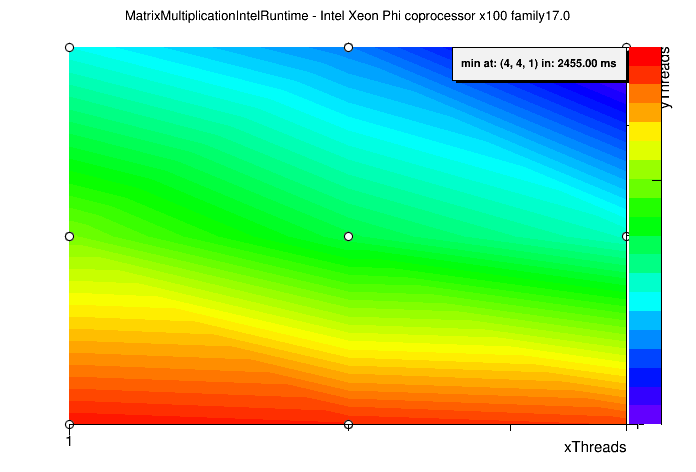 MatrixMultiplicationIntelRuntime - Intel Xeon Phi coprocessor x100 family17.0
min at: (4, 4, 1) in: 2455.00 ms
yThreads
1
xThreads